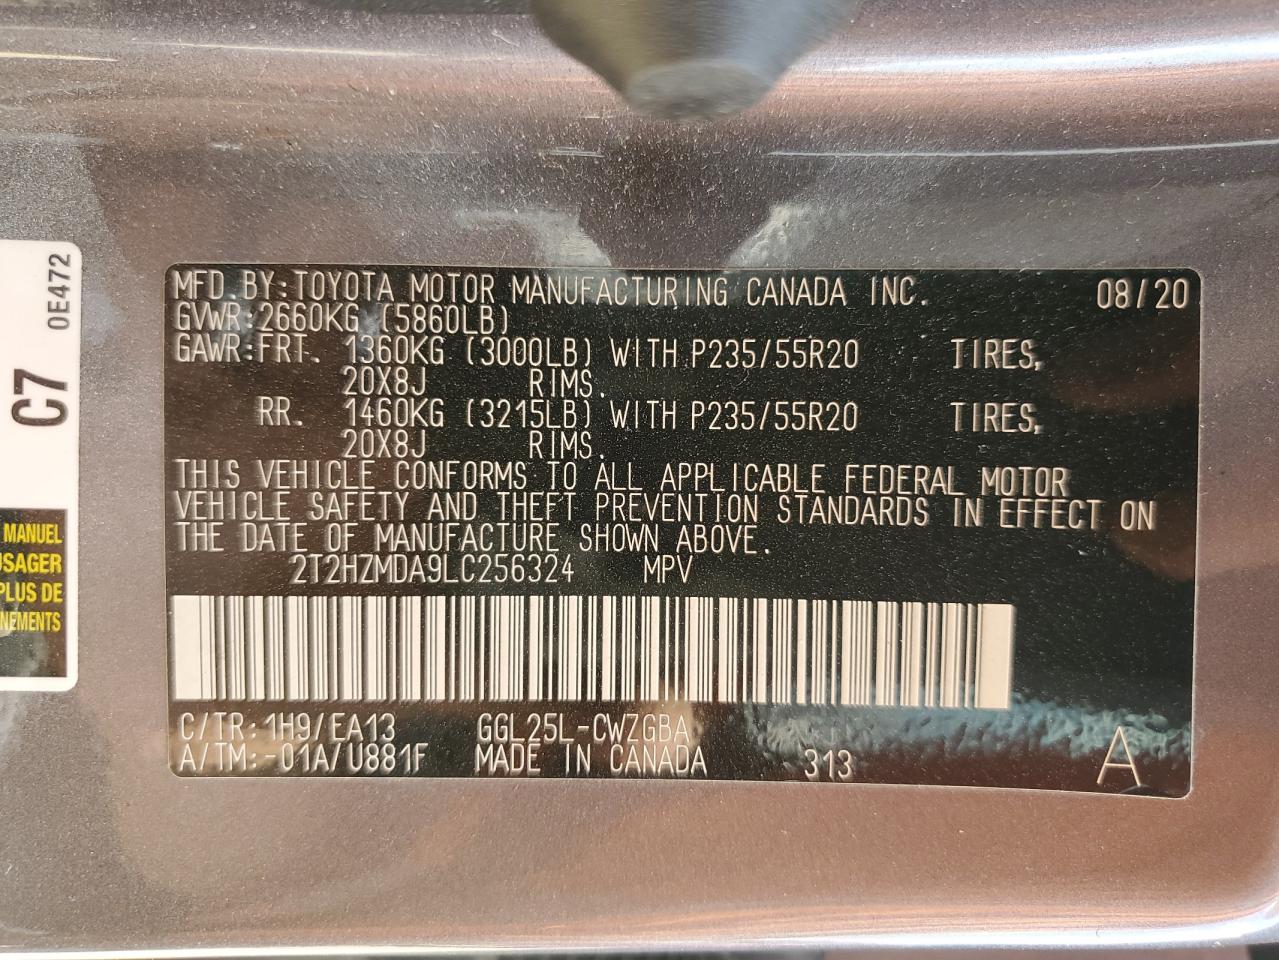 MFD.BY:TOYOTA MOTOR MANUFACTURING CANADA INC. 08/20
GVWR:2660KG (5860LB)
GAWR:FRT. 1360KG (3000LB) WITH P235/55R20 TIRES,
20X8J RIMS.
RR. 1460KG (3215LB) WITH P235/55R20 TIRES,
20X8J RIMS.
THIS VEHICLE CONFORMS TO ALL APPLICABLE FEDERAL MOTOR
VEHICLE SAFETY AND THEFT PREVENTION STANDARDS IN EFFECT ON
THE DATE OF MANUFACTURE SHOWN ABOVE.
2T2HZMDA9LC256324 MPV
C/TR:1H9/EA13 GGL25L-CWZGBA
A/TM:-01A/U881F MADE IN CANADA 313 A
C7 0E472
MANUEL
USAGER
PLUS DE
NEMENTS